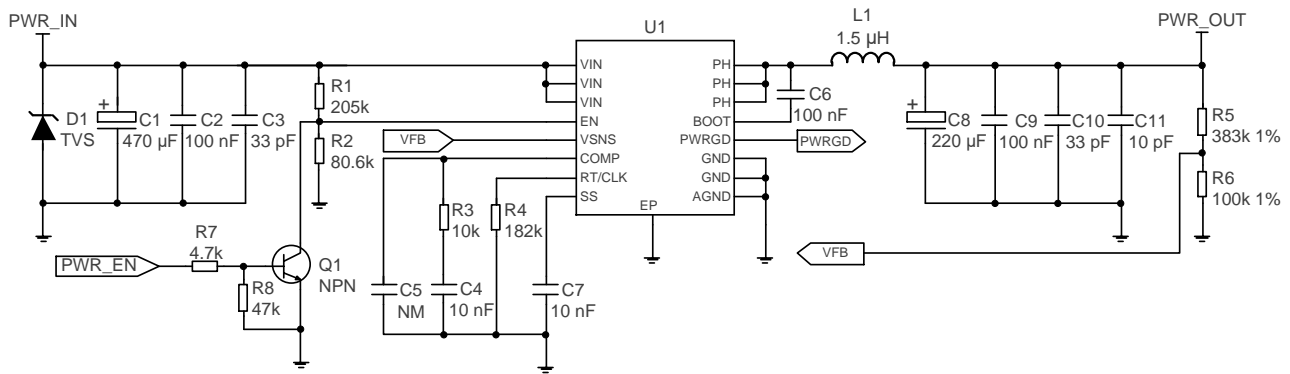 PWR_IN
D1
TVS
C1
470 µF
C2
100 nF
C3
33 pF
R1
205k
R2
80.6k
VFB
U1
VIN
VIN
VIN
EN
VSNS
COMP
RT/CLK
SS
EP
PH
PH
PH
BOOT
PWRGD
GND
GND
AGND
L1
1.5 µH
C6
100 nF
PWRGD
PWR_OUT
+
C8
220 µF
C9
100 nF
C10
33 pF
C11
10 pF
R5
383k 1%
R6
100k 1%
VFB
+
R3
10k
R4
182k
PWR_EN
R7
4.7k
R8
47k
Q1
NPN
C5
NM
C4
10 nF
C7
10 nF